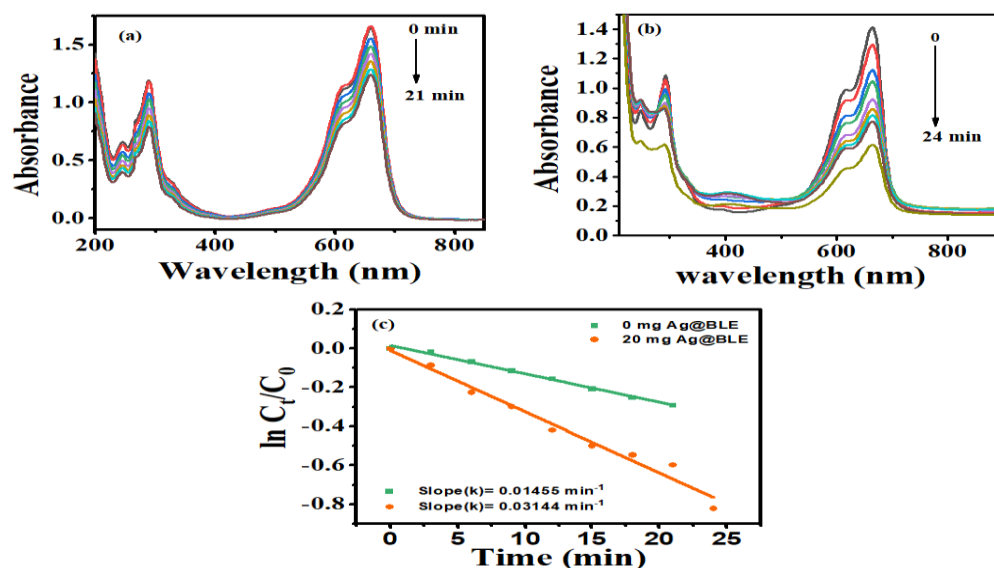 (a)
0 min
21 min
Absorbance
1.5
1.0
0.5
0.0
200
400
600
800
Wavelength (nm)
(b)
0
24 min
Absorbance
1.4
1.2
1.0
0.8
0.6
0.4
0.2
0.0
400
600
800
wavelength (nm)
(c)
0 mg Ag@BLE
20 mg Ag@BLE
ln Ct/C0
0.0
-0.2
-0.4
-0.6
-0.8
Slope(k)= 0.01455 min-1
Slope(k)= 0.03144 min-1
0
5
10
15
20
25
Time (min)